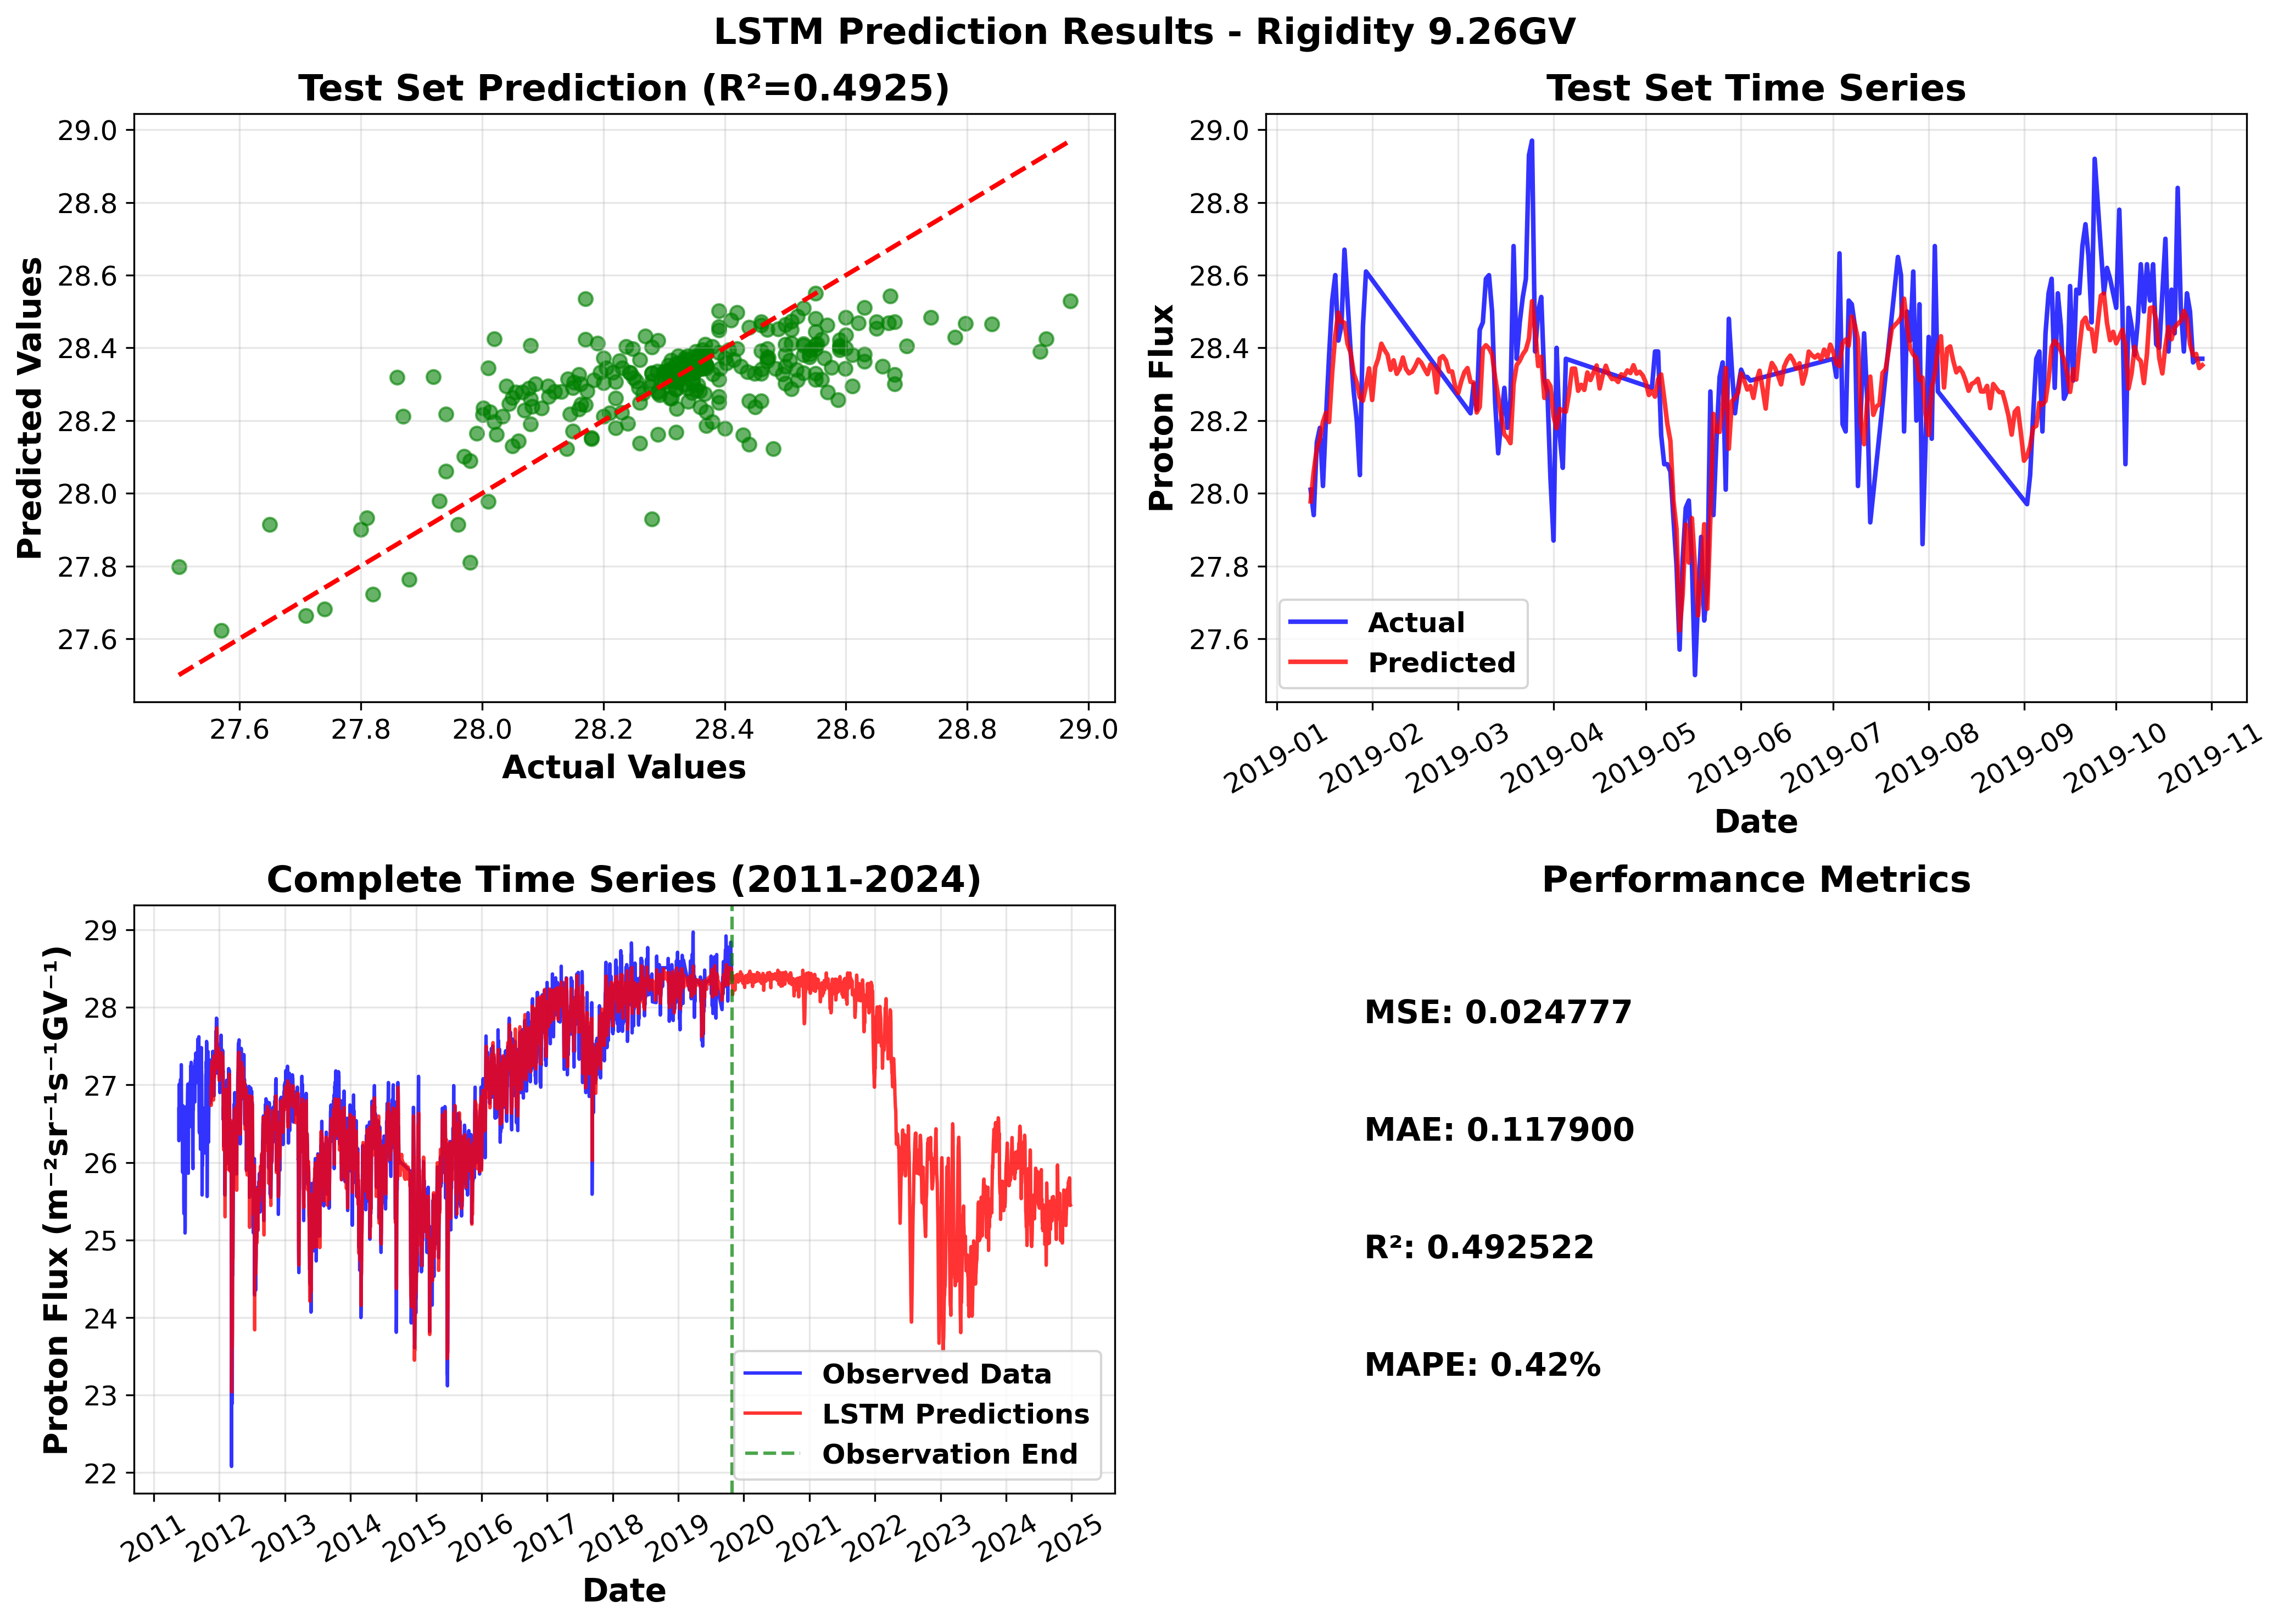 LSTM Prediction Results - Rigidity 9.26GV
Test Set Prediction (R²=0.4925)
29.0
28.8
28.6
28.4
28.2
28.0
27.8
27.6
Predicted Values
27.6 27.8 28.0 28.2 28.4 28.6 28.8 29.0
Actual Values
Test Set Time Series
29.0
28.8
28.6
28.4
28.2
28.0
27.8
27.6
Proton Flux
Actual
Predicted
2019-01 2019-02 2019-03 2019-04 2019-05 2019-06 2019-07 2019-08 2019-09 2019-10 2019-11
Date
Complete Time Series (2011-2024)
29
28
27
26
25
24
23
22
Proton Flux (m⁻²sr⁻¹s⁻¹GV⁻¹)
Observed Data
LSTM Predictions
Observation End
2011 2012 2013 2014 2015 2016 2017 2018 2019 2020 2021 2022 2023 2024 2025
Date
Performance Metrics
MSE: 0.024777
MAE: 0.117900
R²: 0.492522
MAPE: 0.42%